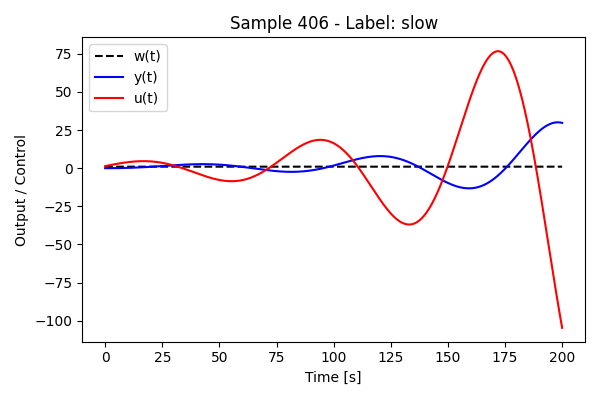 Sample 406 - Label: slow
w(t)
y(t)
u(t)
Output / Control
75
50
25
0
−25
−50
−75
−100
0 25 50 75 100 125 150 175 200
Time [s]